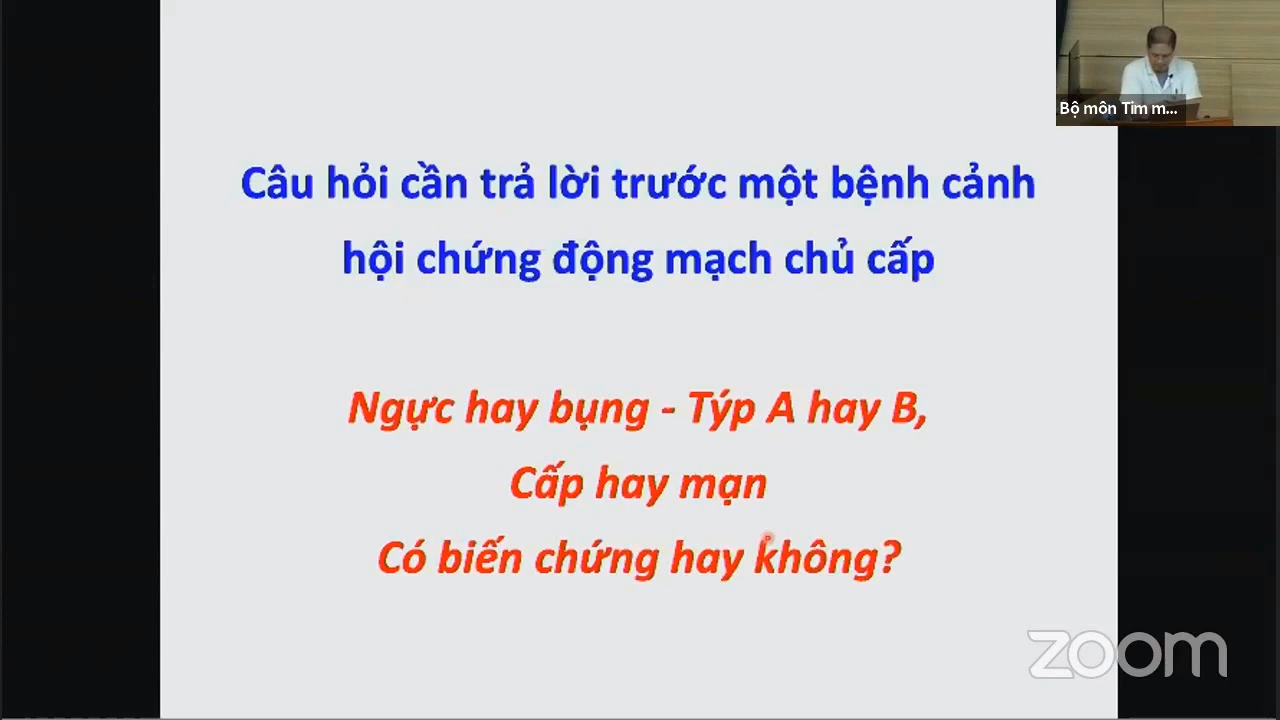 Bộ môn Tim m...
Câu hỏi cần trả lời trước một bệnh cảnh
hội chứng động mạch chủ cấp
Ngực hay bụng - Týp A hay B,
Cấp hay mạn
Có biến chứng hay không?
zoom